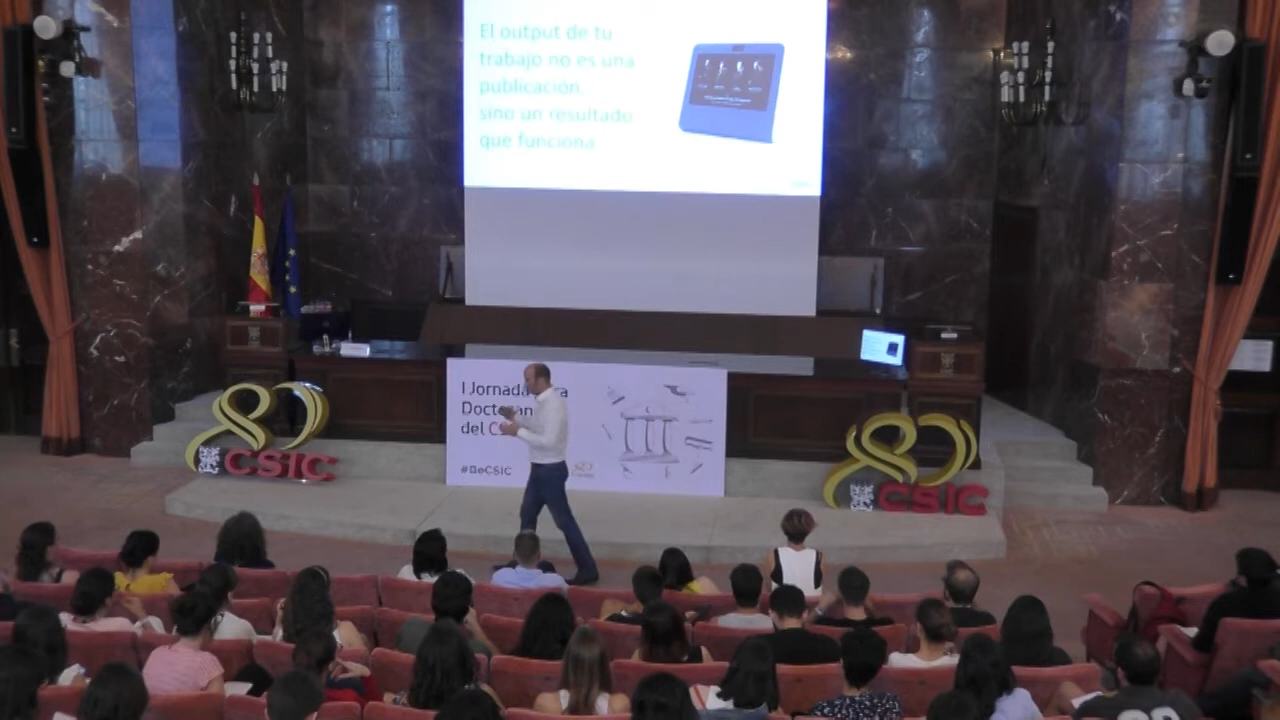 El output de tu
trabajo no es una
publicación,
sino un resultado
que funciona
I Jornada
del
#BeCSIC
80
CSIC
80
CSIC